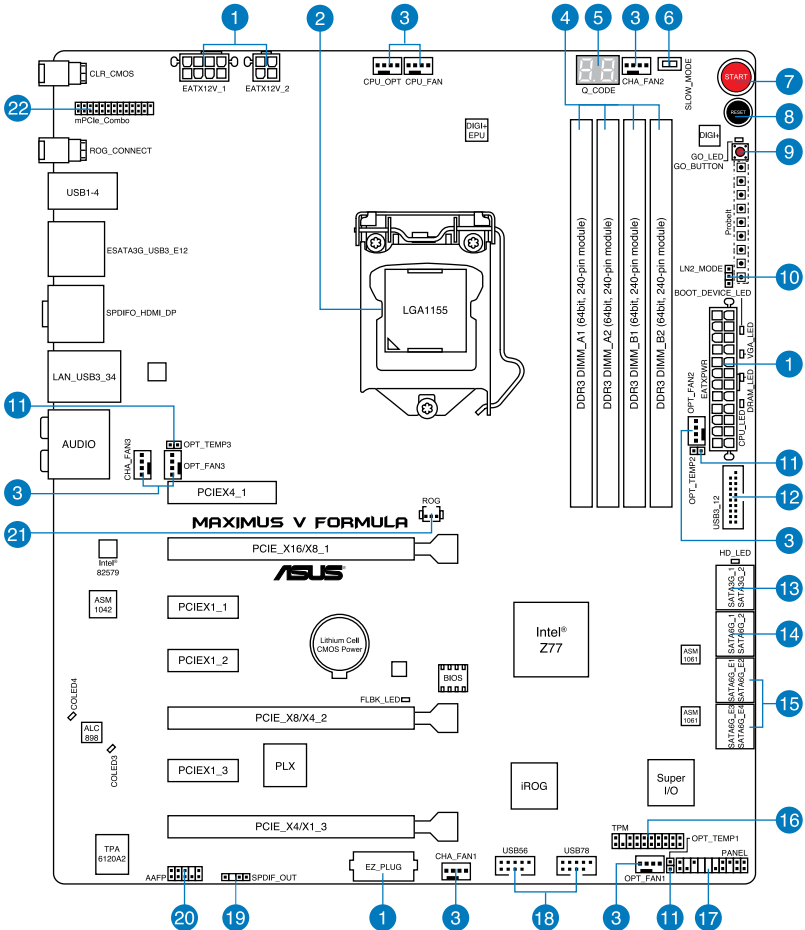 1
2
3
4
5
3
6
CLR_CMOS
EATX12V_1
EATX12V_2
CPU_OPT
CPU_FAN
8.8.
Q_CODE
CHA_FAN2
SLOW_MODE
START
7
22
mPCIe_Combo
RESET
8
DIGI+
EPU
DIGI+
ROG_CONNECT
GO_LED
GO_BUTTON
9
USB1-4
ProbeIt
ESATA3G_USB3_E12
LN2_MODE
10
BOOT_DEVICE_LED
SPDIFO_HDMI_DP
LGA1155
DDR3 DIMM_A1 (64bit, 240-pin module)
DDR3 DIMM_A2 (64bit, 240-pin module)
DDR3 DIMM_B1 (64bit, 240-pin module)
DDR3 DIMM_B2 (64bit, 240-pin module)
EATXPWR
VGA_LED
1
LAN_USB3_34
DRAM_LED
OPT_FAN2
CPU_LED
11
AUDIO
OPT_TEMP3
CHA_FAN3
OPT_FAN3
3
OPT_TEMP2
11
PCIEX4_1
USB3_12
12
ROG
21
MAXIMUS V FORMULA
3
PCIE_X16/X8_1
Intel®
82579
HD_LED
ASUS
SATA3G_1
SATA3G_2
13
ASM
1042
PCIEX1_1
Lithium Cell
CMOS Power
Intel®
Z77
SATA6G_1
SATA6G_2
14
PCIEX1_2
ASM
1061
SATA6G_E1
SATA6G_E2
BIOS
FLBK_LED
COLED4
15
ALC
898
PCIE_X8/X4_2
ASM
1061
SATA6G_E3
SATA6G_E4
COLED3
PCIEX1_3
PLX
iROG
Super
I/O
PCIE_X4/X1_3
TPM
16
OPT_TEMP1
TPA
6120A2
EZ_PLUG
CHA_FAN1
USB56
USB78
PANEL
AAFP
SPDIF_OUT
OPT_FAN1
20
19
1
3
18
3
11
17